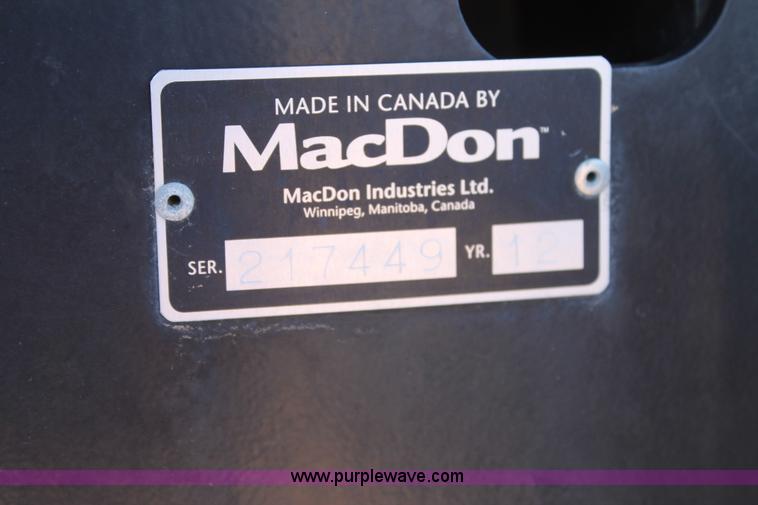 MADE IN CANADA BY
MacDon™
MacDon Industries Ltd.
Winnipeg, Manitoba, Canada
SER. 217449 YR. 12
www.purplewave.com